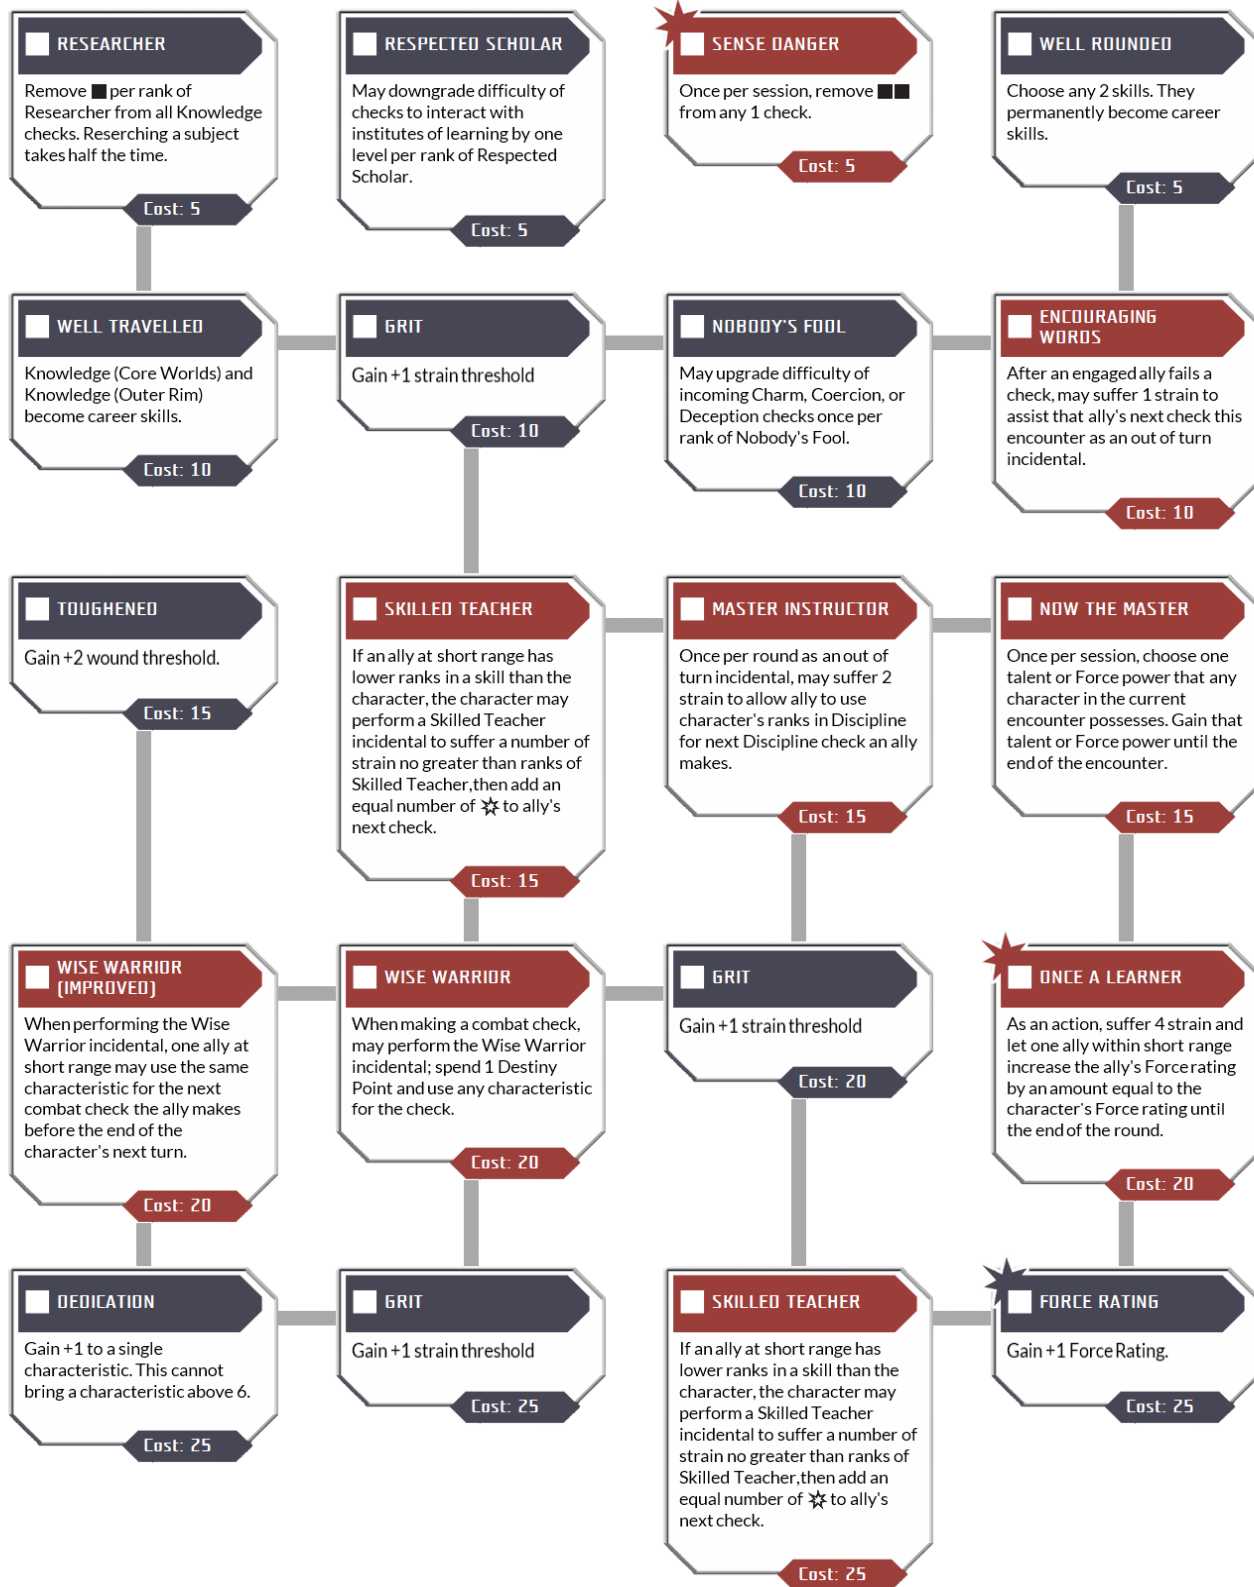 RESEARCHER
Remove ■ per rank of
Researcher from all Knowledge
checks. Reserching a subject
takes half the time.
Cost: 5
RESPECTED SCHOLAR
May downgrade difficulty of
checks to interact with
institutes of learning by one
level per rank of Respected
Scholar.
Cost: 5
SENSE DANGER
Once per session, remove ■■
from any 1 check.
Cost: 5
WELL ROUNDED
Choose any 2 skills. They
permanently become career
skills.
Cost: 5
WELL TRAVELLED
Knowledge (Core Worlds) and
Knowledge (Outer Rim)
become career skills.
Cost: 10
GRIT
Gain +1 strain threshold
Cost: 10
NOBODY'S FOOL
May upgrade difficulty of
incoming Charm, Coercion, or
Deception checks once per
rank of Nobody's Fool.
Cost: 10
ENCOURAGING
WORDS
After an engaged ally fails a
check, may suffer 1 strain to
assist that ally's next check this
encounter as an out of turn
incidental.
Cost: 10
TOUGHENED
Gain +2 wound threshold.
Cost: 15
SKILLED TEACHER
If an ally at short range has
lower ranks in a skill than the
character, the character may
perform a Skilled Teacher
incidental to suffer a number of
strain no greater than ranks of
Skilled Teacher,then add an
equal number of to ally's
next check.
Cost: 15
MASTER INSTRUCTOR
Once per round as an out of
turn incidental, may suffer 2
strain to allow ally to use
character's ranks in Discipline
for next Discipline check an ally
makes.
Cost: 15
NOW THE MASTER
Once per session, choose one
talent or Force power that any
character in the current
encounter possesses. Gain that
talent or Force power until the
end of the encounter.
Cost: 15
WISE WARRIOR
(IMPROVED)
When performing the Wise
Warrior incidental, one ally at
short range may use the same
characteristic for the next
combat check the ally makes
before the end of the
character's next turn.
Cost: 20
WISE WARRIOR
When making a combat check,
may perform the Wise Warrior
incidental; spend 1 Destiny
Point and use any characteristic
for the check.
Cost: 20
GRIT
Gain +1 strain threshold
Cost: 20
ONCE A LEARNER
As an action, suffer 4 strain and
let one ally within short range
increase the ally's Force rating
by an amount equal to the
character's Force rating until
the end of the round.
Cost: 20
DEDICATION
Gain +1 to a single
characteristic. This cannot
bring a characteristic above 6.
Cost: 25
GRIT
Gain +1 strain threshold
Cost: 25
SKILLED TEACHER
If an ally at short range has
lower ranks in a skill than the
character, the character may
perform a Skilled Teacher
incidental to suffer a number of
strain no greater than ranks of
Skilled Teacher,then add an
equal number of to ally's
next check.
Cost: 25
FORCE RATING
Gain +1 Force Rating.
Cost: 25